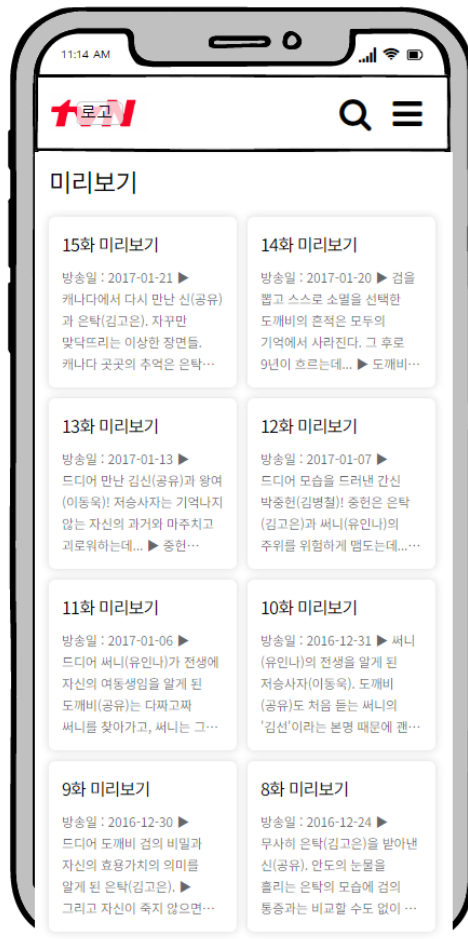 11:14 AM
tvN
로고
미리보기
15화 미리보기
방송일 : 2017-01-21 ▶
캐나다에서 다시 만난 신(공유)
과 은탁(김고은). 자꾸만
맞닥뜨리는 이상한 장면들.
캐나다 곳곳의 추억은 은탁…
14화 미리보기
방송일 : 2017-01-20 ▶ 검을
뽑고 스스로 소멸을 선택한
도깨비의 흔적은 모두의
기억에서 사라진다. 그 후로
9년이 흐르는데... ▶ 도깨비…
13화 미리보기
방송일 : 2017-01-13 ▶
드디어 만난 김신(공유)과 왕여
(이동욱)! 저승사자는 기억나지
않는 자신의 과거와 마주치고
괴로워하는데... ▶ 중헌…
12화 미리보기
방송일 : 2017-01-07 ▶
드디어 모습을 드러낸 간신
박중헌(김병철)! 중헌은 은탁
(김고은)과 써니(유인나)의
주위를 위험하게 맴도는데...…
11화 미리보기
방송일 : 2017-01-06 ▶
드디어 써니(유인나)가 전생에
자신의 여동생임을 알게 된
도깨비(공유)는 다짜고짜
써니를 찾아가고, 써니는 그…
10화 미리보기
방송일 : 2016-12-31 ▶ 써니
(유인나)의 전생을 알게 된
저승사자(이동욱). 도깨비
(공유)도 처음 듣는 써니의
'김선'이라는 본명 때문에 괜…
9화 미리보기
방송일 : 2016-12-30 ▶
드디어 도깨비 검의 비밀과
자신의 효용가치의 의미를
알게 된 은탁(김고은). ▶
그리고 자신이 죽지 않으면…
8화 미리보기
방송일 : 2016-12-24 ▶
무사히 은탁(김고은)을 받아낸
신(공유). 안도의 눈물을
흘리는 은탁의 모습에 검의
통증과는 비교할 수도 없이 …